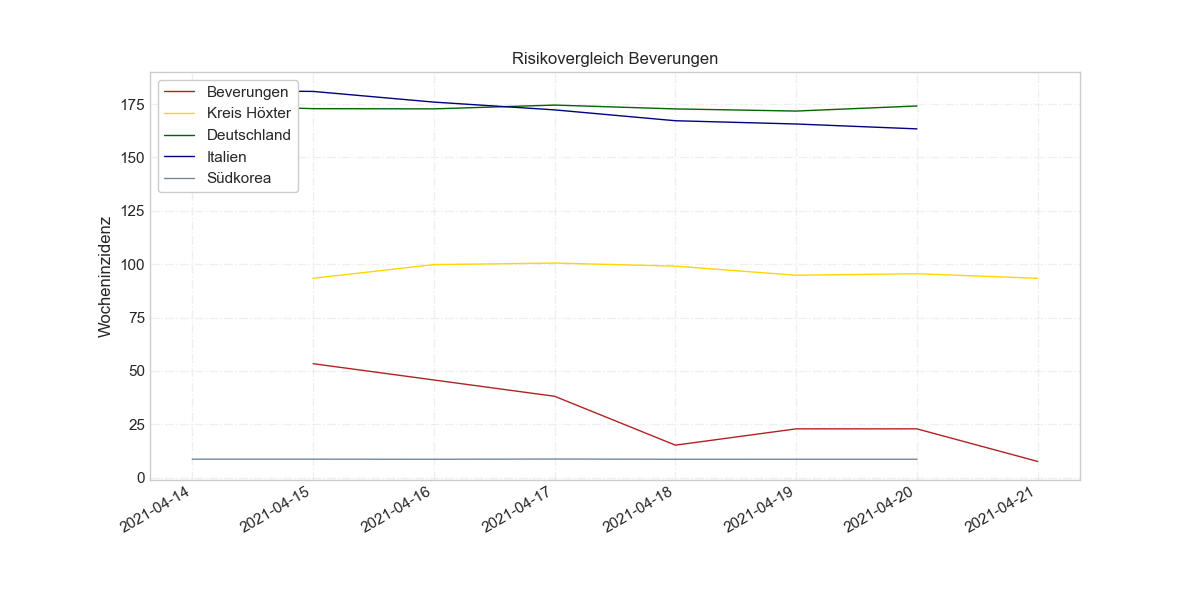 Risikovergleich Beverungen
Beverungen
Kreis Höxter
Deutschland
Italien
Südkorea
Wocheninzidenz
175
150
125
100
75
50
25
0
2021-04-14
2021-04-15
2021-04-16
2021-04-17
2021-04-18
2021-04-19
2021-04-20
2021-04-21